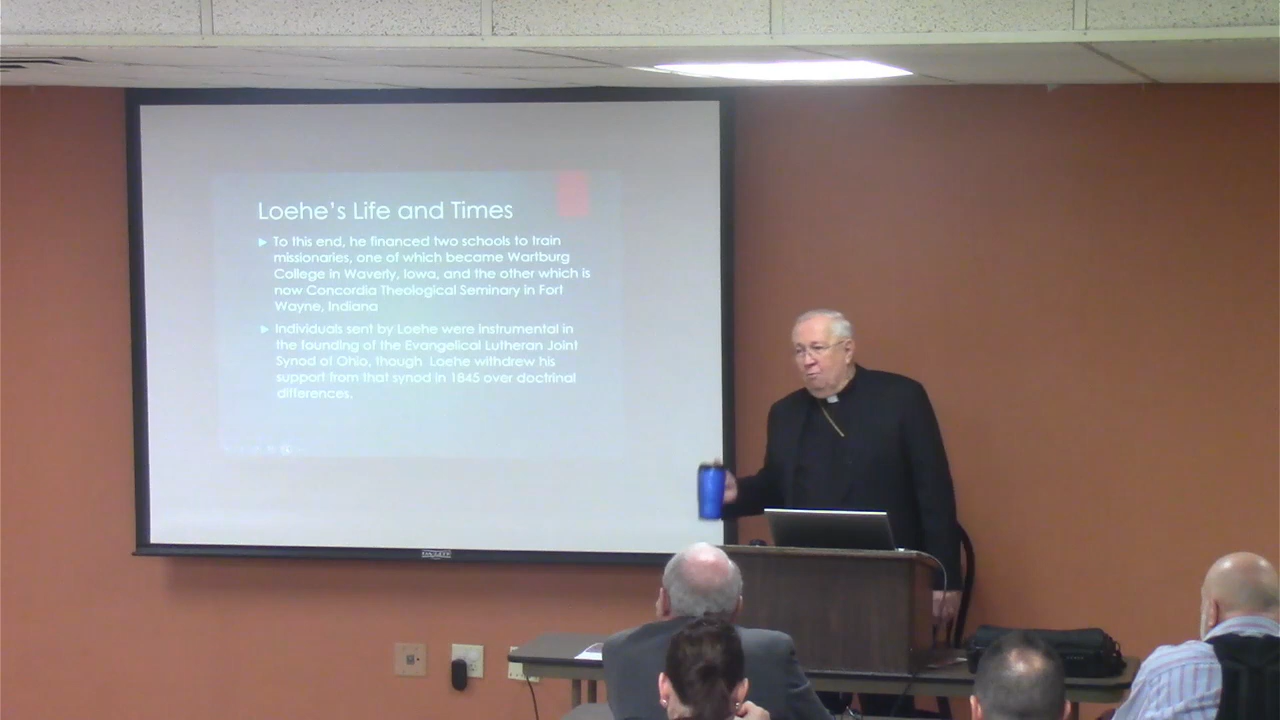 Loehe's Life and Times
To this end, he financed two schools to train
missionaries, one of which became Wartburg
College in Waverly, Iowa, and the other which is
now Concordia Theological Seminary in Fort
Wayne, Indiana
Individuals sent by Loehe were instrumental in
the founding of the Evangelical Lutheran Joint
Synod of Ohio, though Loehe withdrew his
support from that synod in 1845 over doctrinal
differences.
DA-LITE